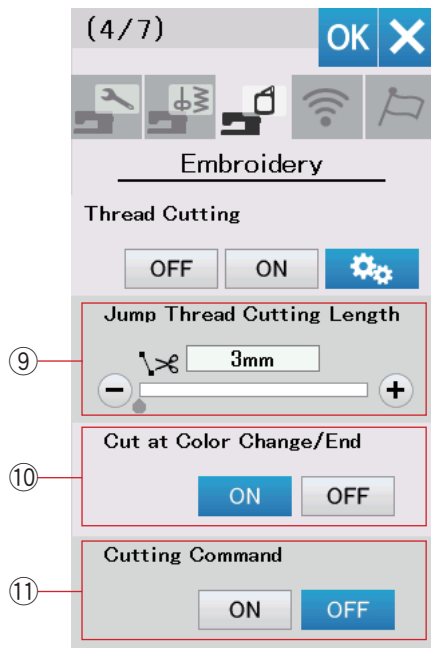 (4/7)
OK
Embroidery
Thread Cutting
OFF ON
Jump Thread Cutting Length
⑨
3mm
− +
Cut at Color Change/End
⑩
ON OFF
Cutting Command
⑪
ON OFF